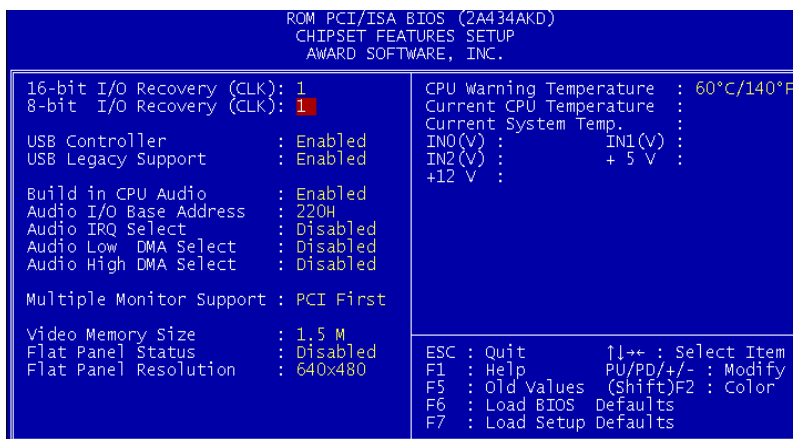 ROM PCI/ISA BIOS (2A434AKD)
CHIPSET FEATURES SETUP
AWARD SOFTWARE, INC.
16-bit I/O Recovery (CLK): 1
8-bit I/O Recovery (CLK): 1
USB Controller : Enabled
USB Legacy Support : Enabled
Build in CPU Audio : Enabled
Audio I/O Base Address : 220H
Audio IRQ Select : Disabled
Audio Low DMA Select : Disabled
Audio High DMA Select : Disabled
Multiple Monitor Support : PCI First
Video Memory Size : 1.5 M
Flat Panel Status : Disabled
Flat Panel Resolution : 640x480
CPU Warning Temperature : 60°C/140°F
Current CPU Temperature :
Current System Temp. :
IN0(V) : IN1(V) :
IN2(V) : + 5 V :
+12 V :
ESC : Quit ↑↓→← : Select Item
F1 : Help PU/PD/+/- : Modify
F5 : Old Values (Shift)F2 : Color
F6 : Load BIOS Defaults
F7 : Load Setup Defaults